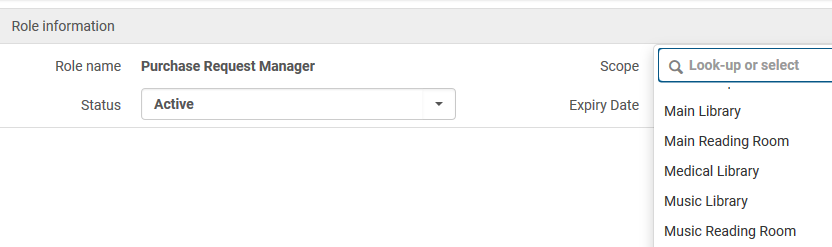 Role information
Role name Purchase Request Manager Scope Look-up or select
Status Active Expiry Date
Main Library
Main Reading Room
Medical Library
Music Library
Music Reading Room